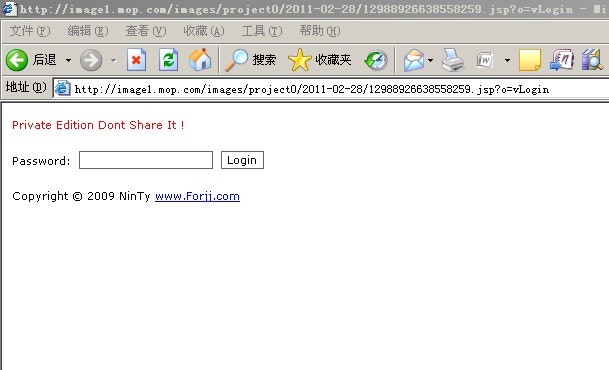 http://image1.mop.com/images/project0/2011-02-28/12988926638558259.jsp?o=vLogin - Mi
文件(F) 编辑(E) 查看(V) 收藏(A) 工具(T) 帮助(H)
后退 搜索 收藏夹
地址(D) http://image1.mop.com/images/project0/2011-02-28/12988926638558259.jsp?o=vLogin
Private Edition Dont Share It !
Password: Login
Copyright © 2009 NinTy www.Forjj.com